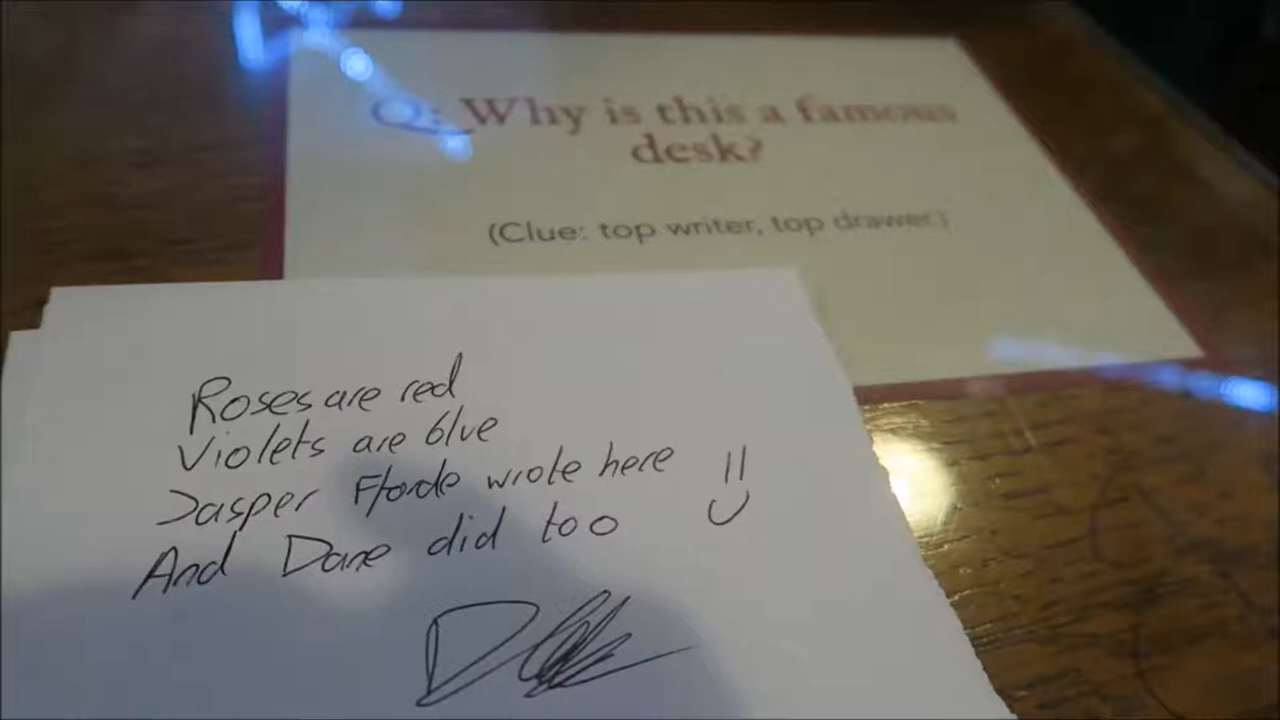 Q: Why is this a famous
desk?
(Clue: top writer, top drawer)
Roses are red
Violets are blue
Jasper Fforde wrote here
And Dane did too